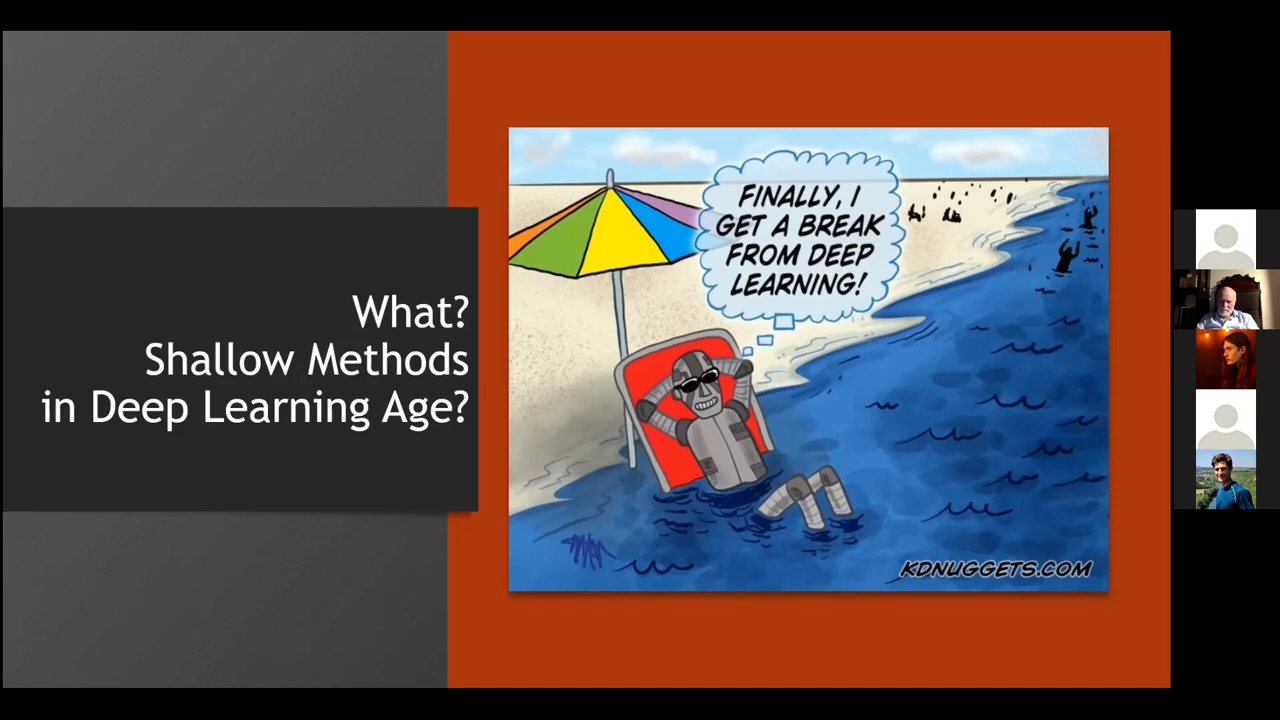 What?
Shallow Methods
in Deep Learning Age?
FINALLY, I
GET A BREAK
FROM DEEP
LEARNING!
KDNUGGETS.COM